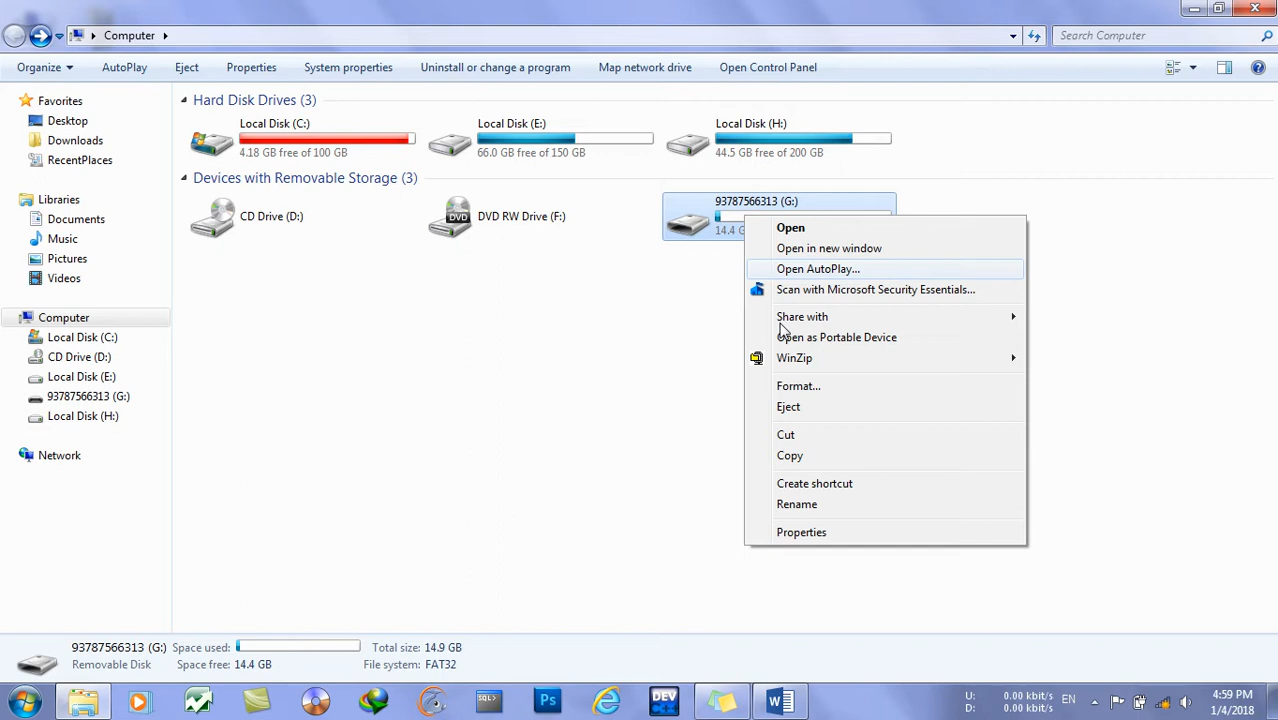 Computer
Search Computer
Organize AutoPlay Eject Properties System properties Uninstall or change a program Map network drive Open Control Panel
Favorites
Desktop
Downloads
RecentPlaces
Libraries
Documents
Music
Pictures
Videos
Computer
Local Disk (C:)
CD Drive (D:)
Local Disk (E:)
93787566313 (G:)
Local Disk (H:)
Network
Hard Disk Drives (3)
Local Disk (C:)
4.18 GB free of 100 GB
Local Disk (E:)
66.0 GB free of 150 GB
Local Disk (H:)
44.5 GB free of 200 GB
Devices with Removable Storage (3)
CD Drive (D:)
DVD
DVD RW Drive (F:)
93787566313 (G:)
14.4
Open
Open in new window
Open AutoPlay...
Scan with Microsoft Security Essentials...
Share with
Open as Portable Device
WinZip
Format...
Eject
Cut
Copy
Create shortcut
Rename
Properties
93787566313 (G:) Space used: Total size: 14.9 GB
Removable Disk Space free: 14.4 GB File system: FAT32
SQL>
Ps
DEV
C++
W
U: 0.00 kbit/s
D: 0.00 kbit/s
EN
4:59 PM
1/4/2018